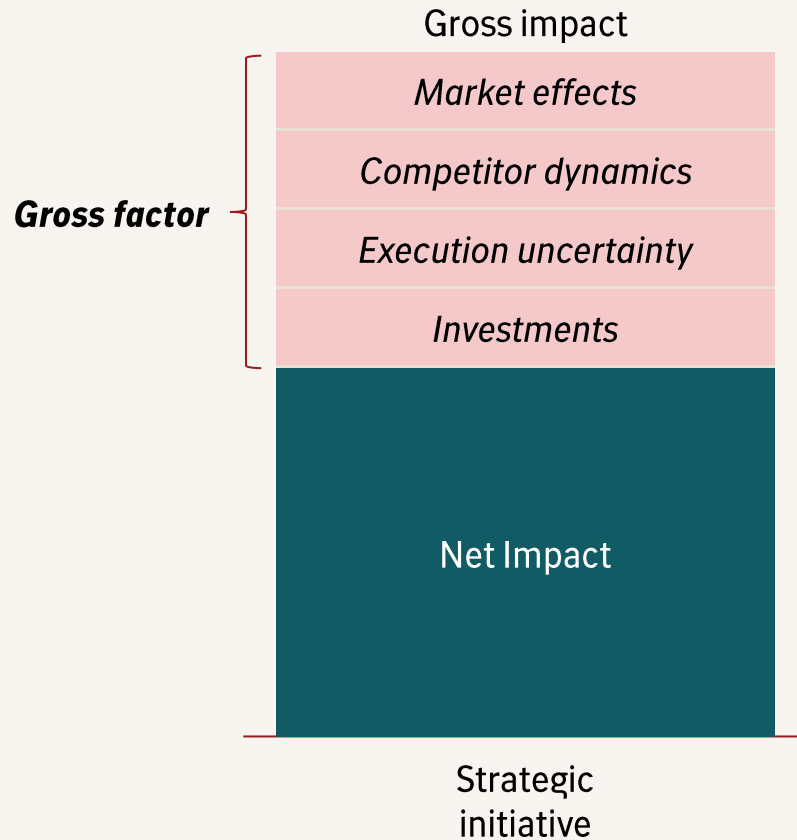 Gross impact
Market effects
Competitor dynamics
Gross factor
Execution uncertainty
Investments
Net Impact
Strategic
initiative